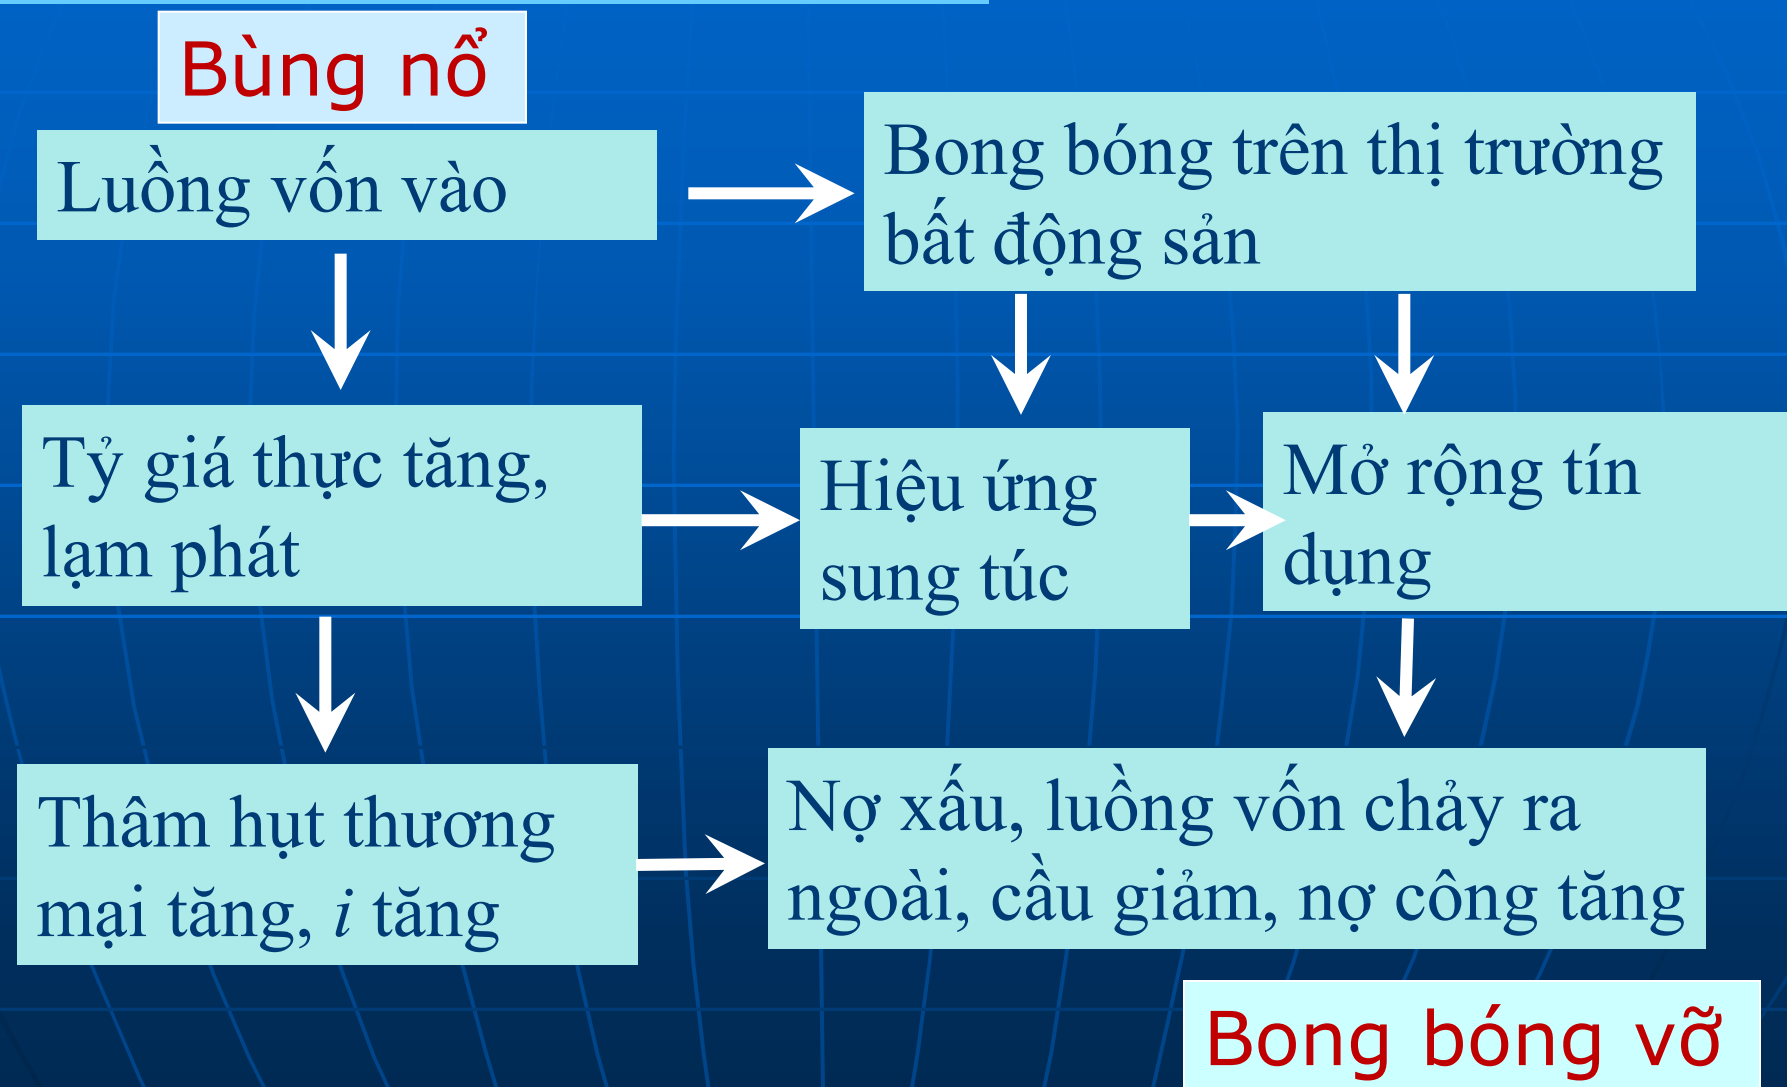 Bùng nổ
Luồng vốn vào
Bong bóng trên thị trường
bất động sản
Tỷ giá thực tăng,
lạm phát
Hiệu ứng
sung túc
Mở rộng tín
dụng
Thâm hụt thương
mại tăng, i tăng
Nợ xấu, luồng vốn chảy ra
ngoài, cầu giảm, nợ công tăng
Bong bóng vỡ